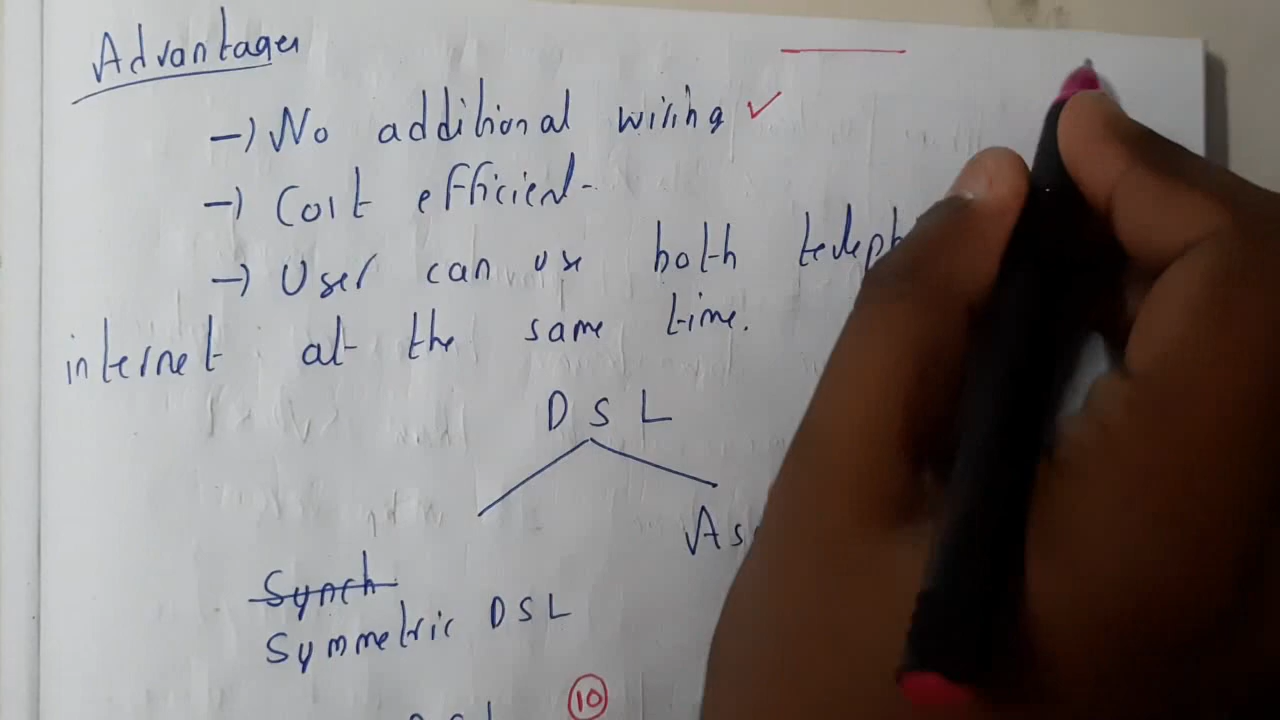 Advantages
→ No additional wiring ✓
→ Cost efficient-
→ User can use both
internet at the same time.
DSL
Synch
Symmetric DSL
10